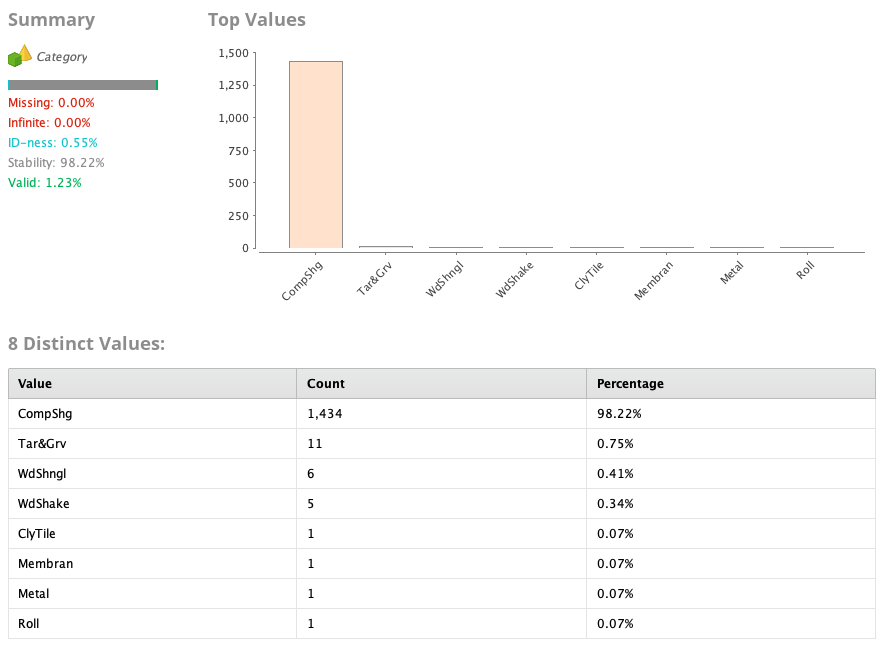 Summary
Category
Missing: 0.00%
Infinite: 0.00%
ID-ness: 0.55%
Stability: 98.22%
Valid: 1.23%
Top Values
1,500
1,250
1,000
750
500
250
0
CompShg
Tar&Grv
WdShngl
WdShake
ClyTile
Membran
Metal
Roll
8 Distinct Values:
Value Count Percentage
CompShg 1,434 98.22%
Tar&Grv 11 0.75%
WdShngl 6 0.41%
WdShake 5 0.34%
ClyTile 1 0.07%
Membran 1 0.07%
Metal 1 0.07%
Roll 1 0.07%